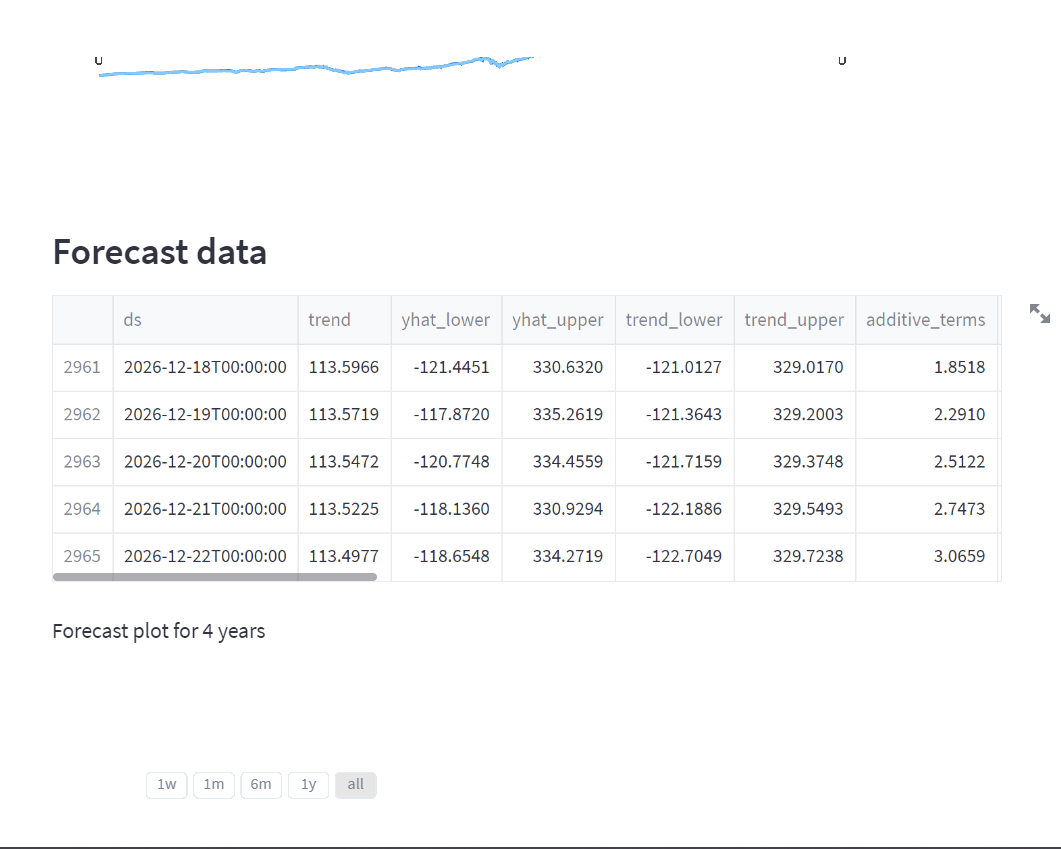 Forecast data
ds trend yhat_lower yhat_upper trend_lower trend_upper additive_terms
2961 2026-12-18T00:00:00 113.5966 -121.4451 330.6320 -121.0127 329.0170 1.8518
2962 2026-12-19T00:00:00 113.5719 -117.8720 335.2619 -121.3643 329.2003 2.2910
2963 2026-12-20T00:00:00 113.5472 -120.7748 334.4559 -121.7159 329.3748 2.5122
2964 2026-12-21T00:00:00 113.5225 -118.1360 330.9294 -122.1886 329.5493 2.7473
2965 2026-12-22T00:00:00 113.4977 -118.6548 334.2719 -122.7049 329.7238 3.0659
Forecast plot for 4 years
1w 1m 6m 1y all